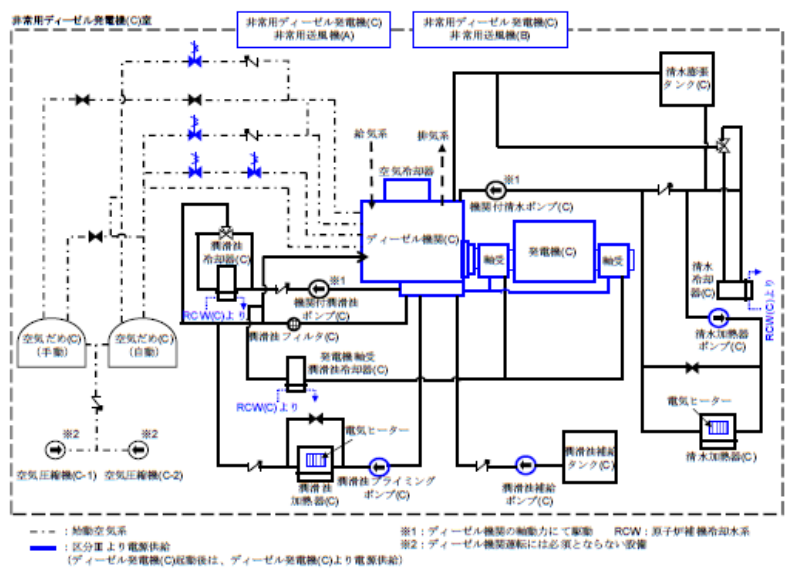 非常用ディーゼル発電機(C)室
非常用ディーゼル発電機(C)
非常用送風機(A)
非常用ディーゼル発電機(C)
非常用送風機(B)
清水膨張
タンク(C)
給気系
排気系
空気冷却器
※1
機関付清水ポンプ(C)
ディーゼル機関(C)
軸受
発電機(C)
軸受
潤滑油
冷却器(C)
清水
冷却
器(C)
RCW(C)より
※1
機関付潤滑油
ポンプ(C)
RCW(C)より
潤滑油フィルタ(C)
清水加熱器
ポンプ(C)
空気だめ(C)
(手動)
空気だめ(C)
(自動)
発電機軸受
潤滑油冷却器(C)
RCW(C)より
電気ヒーター
※2
※2
空気圧縮機(C-1)
空気圧縮機(C-2)
電気ヒーター
清水加熱器(C)
潤滑油
加熱器(C)
潤滑油プライミング
ポンプ(C)
潤滑油補給
ポンプ(C)
潤滑油補給
タンク(C)
:始動空気系
:区分Ⅲより電源供給
(ディーゼル発電機(C)起動後は、ディーゼル発電機(C)より電源供給)
※1:ディーゼル機関の軸動力にて駆動 RCW:原子炉補機冷却水系
※2:ディーゼル機関運転には必須とならない設備